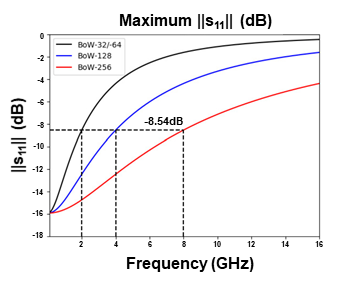 Maximum ||s11|| (dB)
0
BoW-32/-64
BoW-128
BoW-256
-2
-4
-6
-8
-10
-12
-14
-16
-18
-8.54dB
||s11|| (dB)
2
4
6
8
10
12
14
16
Frequency (GHz)